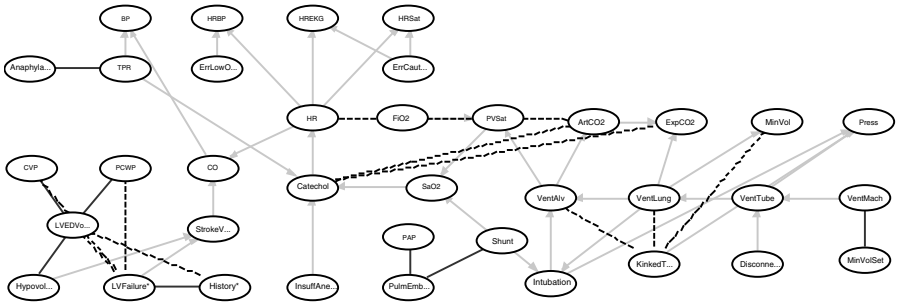 BP
HRBP
HREKG
HRSat
Anaphyla...
TPR
ErrLowO...
ErrCaut...
HR
FiO2
PVSat
ArtCO2
ExpCO2
MinVol
Press
CVP
PCWP
CO
Catechol
SaO2
VentAlv
VentLung
VentTube
VentMach
LVEDVo...
StrokeV...
PAP
Shunt
KinkedT...
Disconne...
MinVolSet
Hypovol...
LVFailure*
History*
InsuffAne...
PulmEmb...
Intubation